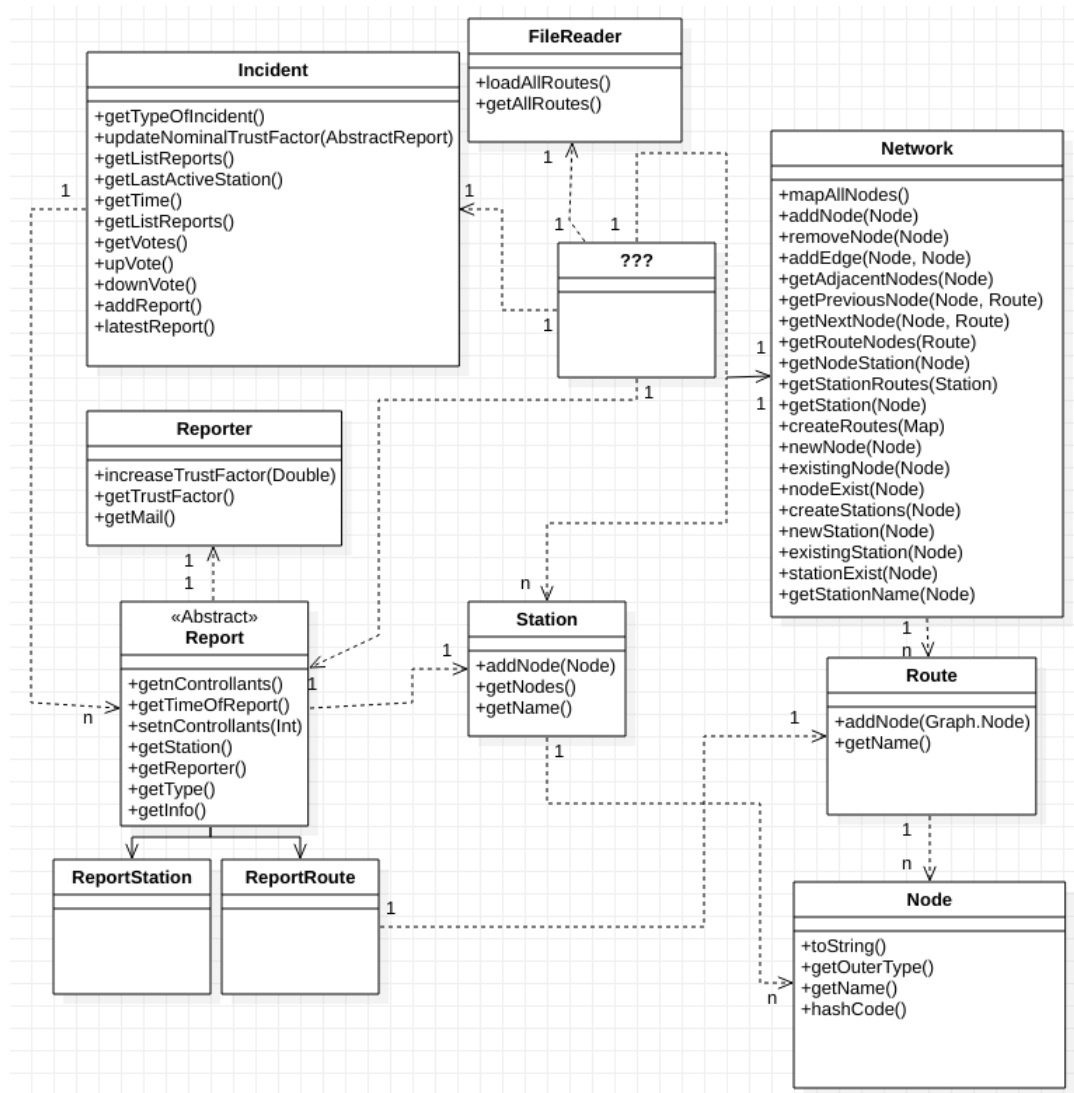 FileReader
+loadAllRoutes()
+getAllRoutes()
Incident
+getTypeOfIncident()
+updateNominalTrustFactor(AbstractReport)
+getListReports()
+getLastActiveStation()
+getTime()
+getListReports()
+getVotes()
+upVote()
+downVote()
+addReport()
+latestReport()
Network
+mapAllNodes()
+addNode(Node)
+removeNode(Node)
+addEdge(Node, Node)
+getAdjacentNodes(Node)
+getPreviousNode(Node, Route)
+getNextNode(Node, Route)
+getRouteNodes(Route)
+getNodeStation(Node)
+getStationRoutes(Station)
+getStation(Node)
+createRoutes(Map)
+newNode(Node)
+existingNode(Node)
+nodeExist(Node)
+createStations(Node)
+newStation(Node)
+existingStation(Node)
+stationExist(Node)
+getStationName(Node)
1
1
1
1
1
???
1
1
1
1
Reporter
+increaseTrustFactor(Double)
+getTrustFactor()
+getMail()
1
1
n
«Abstract»
Report
+getnControllants()
+getTimeOfReport()
+setnControllants(Int)
+getStation()
+getReporter()
+getType()
+getInfo()
1
n
1
Station
+addNode(Node)
+getNodes()
+getName()
1
1
n
Route
+addNode(Graph.Node)
+getName()
1
1
n
ReportStation
ReportRoute
1
Node
+toString()
+getOuterType()
+getName()
+hashCode()
n